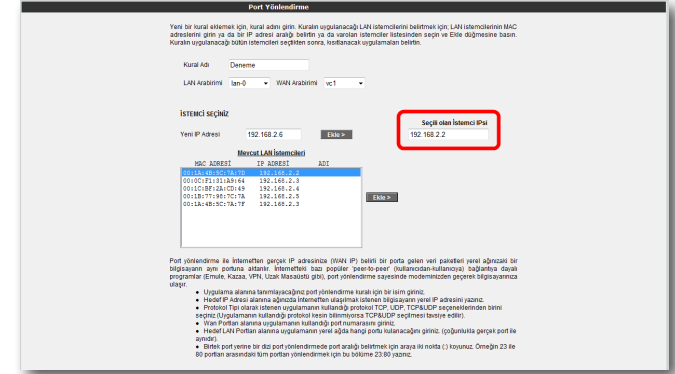 Port Yönlendirme
Yeni bir kural eklemek için, kural adını girin. Kuralın uygulanacağı LAN istemcilerini belirtmek için; LAN istemcilerinin MAC
adreslerini girin ya da bir IP adresi aralığı belirtin ya da varolan istemciler listesinden seçin ve Ekle düğmesine basın.
Kuralın uygulanacağı bütün istemcileri seçtikten sonra, kısıtlanacak uygulamaları belirtin.
Kural Adı Deneme
LAN Arabirimi lan-0 WAN Arabirimi vc1
İSTEMCİ SEÇİNİZ
Seçili olan İstemci IPsi
Yeni IP Adresi 192.168.2.6 Ekle > 192.168.2.2
Mevcut LAN İstemcileri
MAC ADRESİ IP ADRESİ ADI
00:1A:4B:5C:7A:7D 192.168.2.2
00:0C:F1:31:A9:64 192.168.2.3
00:1C:BF:2A:CD:49 192.168.2.4
00:1B:77:98:7C:7A 192.168.2.5
Ekle >
00:1A:4B:5C:7A:7F 192.168.2.3
Port yönlendirme ile İnternetten gerçek IP adresinize (WAN IP) belirli bir porta gelen veri paketleri yerel ağınızaki bir
bilgisayarın aynı portuna aktarılır. İnternetteki bazı popüler 'peer-to-peer' (kullanıcıdan-kullanıcıya) bağlantıya dayalı
programlar (Emule, Kazaa, VPN, Uzak Masaüstü gibi), port yönlendirme sayesinde modeminizden geçerek bilgisayarınıza
ulaşır.
● Uygulama alanına tanımlayacağınız port yönlendirme kuralı için bir isim giriniz.
● Hedef IP Adresi alanına ağınızda İnternetten ulaşılmak istenen bilgisayarın yerel IP adresini yazınız.
● Protokol Tipi olarak istenen uygulamanın kullandığı protokol TCP, UDP, TCP&UDP seçeneklerinden birini
seçiniz (Uygulamanın kullandığı protokol kesin bilinmiyorsa TCP&UDP seçilmesi tavsiye edilir).
● Wan Portları alanına uygulamanın kullandığı port numarasını giriniz.
● Hedef LAN Portları alanına uygulamanın yerel ağda hangi portu kulanacağını giriniz. (çoğunlukla gerçek port ile
aynıdır).
● Birtek port yerine bir dizi port yönlendirmede port aralığı belirtmek için araya iki nokta (:) koyunuz. Örneğin 23 ile
80 portları arasındaki tüm portları yönlendirmek için bu bölüme 23:80 yazınız.